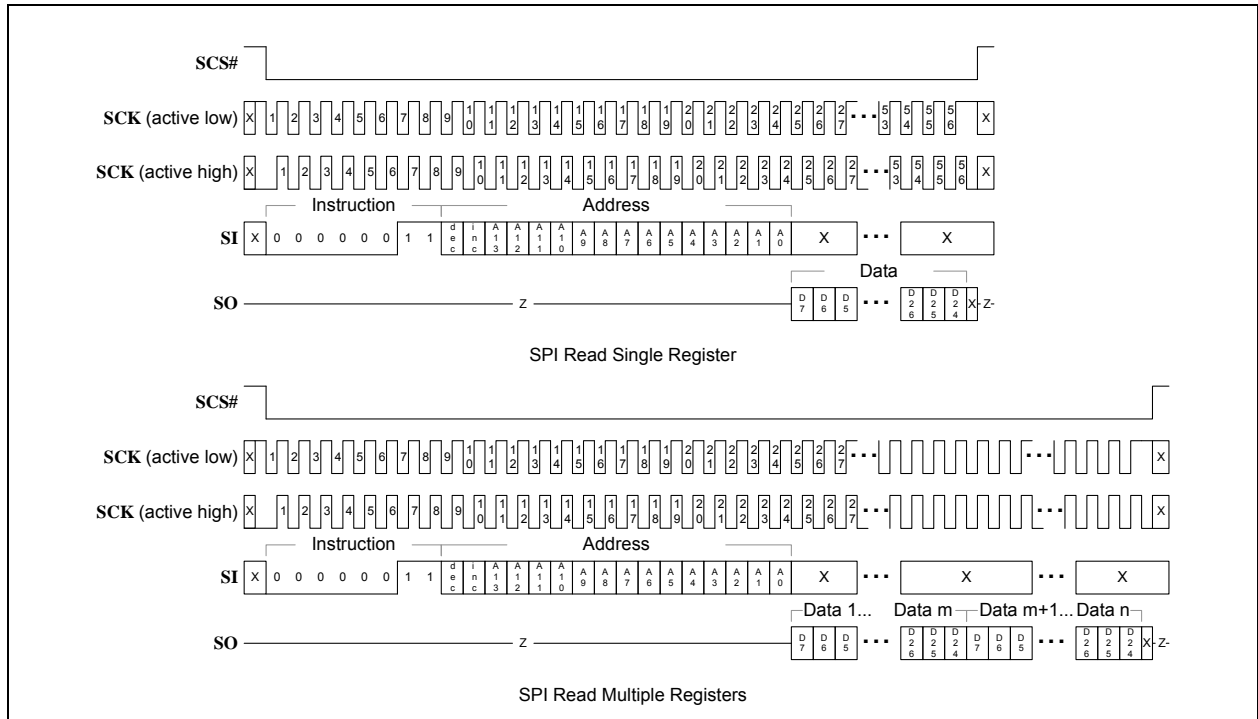 SCS#
SCK (active low) X 1 2 3 4 5 6 7 8 9 10 11 12 13 14 15 16 17 18 19 20 21 22 23 24 25 26 27 ... 53 54 55 56 X
SCK (active high) X 1 2 3 4 5 6 7 8 9 10 11 12 13 14 15 16 17 18 19 20 21 22 23 24 25 26 27 ... 53 54 55 56 X
Instruction Address
SI X 0 0 0 0 0 0 1 1 dec inc A13 A12 A11 A10 A9 A8 A7 A6 A5 A4 A3 A2 A1 A0 X ... X
Data
SO Z D7 D6 D5 ... D26 D25 D24 X Z
SPI Read Single Register
SCS#
SCK (active low) X 1 2 3 4 5 6 7 8 9 10 11 12 13 14 15 16 17 18 19 20 21 22 23 24 25 26 27 ... ... X
SCK (active high) X 1 2 3 4 5 6 7 8 9 10 11 12 13 14 15 16 17 18 19 20 21 22 23 24 25 26 27 ... ... X
Instruction Address
SI X 0 0 0 0 0 0 1 1 dec inc A13 A12 A11 A10 A9 A8 A7 A6 A5 A4 A3 A2 A1 A0 X ... X ... X
Data 1... Data m Data m+1... Data n
SO Z D7 D6 D5 ... D26 D25 D24 D7 D6 D5 ... D26 D25 D24 X Z
SPI Read Multiple Registers